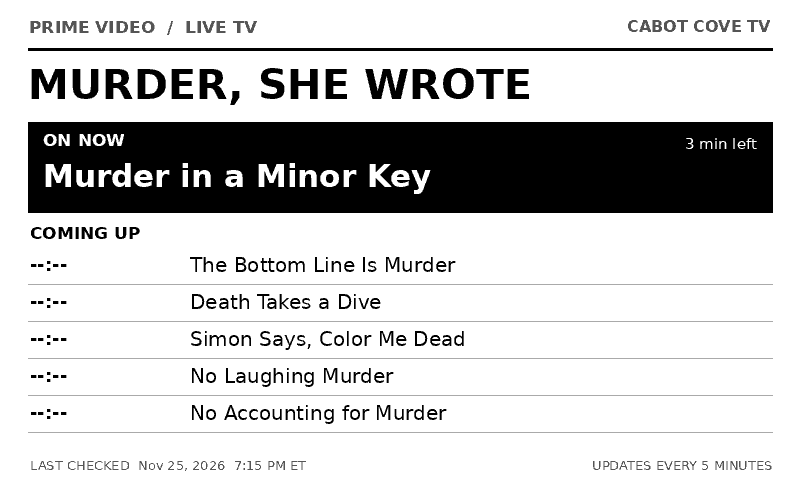 PRIME VIDEO / LIVE TV
CABOT COVE TV
MURDER, SHE WROTE
ON NOW
3 min left
Murder in a Minor Key
COMING UP
--:-- The Bottom Line Is Murder
--:-- Death Takes a Dive
--:-- Simon Says, Color Me Dead
--:-- No Laughing Murder
--:-- No Accounting for Murder
LAST CHECKED Nov 25, 2026 7:15 PM ET
UPDATES EVERY 5 MINUTES